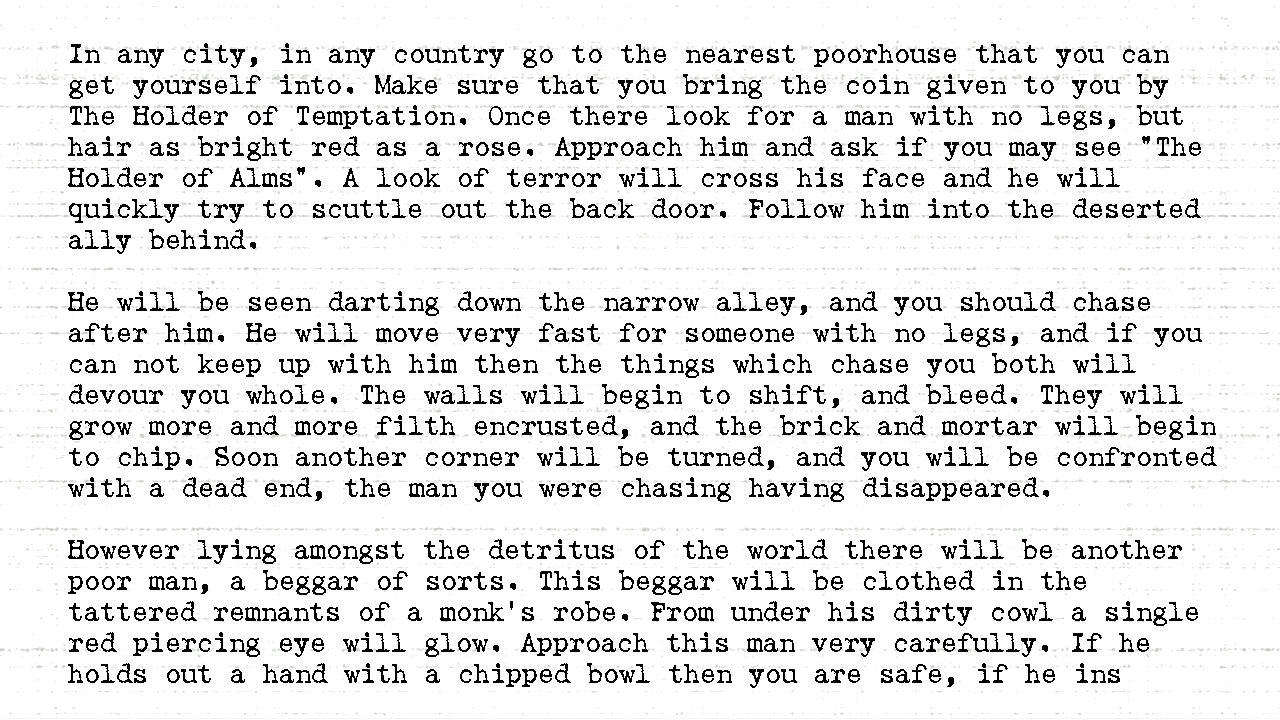 In any city, in any country go to the nearest poorhouse that you can
get yourself into. Make sure that you bring the coin given to you by
The Holder of Temptation. Once there look for a man with no legs, but
hair as bright red as a rose. Approach him and ask if you may see "The
Holder of Alms". A look of terror will cross his face and he will
quickly try to scuttle out the back door. Follow him into the deserted
ally behind.
He will be seen darting down the narrow alley, and you should chase
after him. He will move very fast for someone with no legs, and if you
can not keep up with him then the things which chase you both will
devour you whole. The walls will begin to shift, and bleed. They will
grow more and more filth encrusted, and the brick and mortar will begin
to chip. Soon another corner will be turned, and you will be confronted
with a dead end, the man you were chasing having disappeared.
However lying amongst the detritus of the world there will be another
poor man, a beggar of sorts. This beggar will be clothed in the
tattered remnants of a monk's robe. From under his dirty cowl a single
red piercing eye will glow. Approach this man very carefully. If he
holds out a hand with a chipped bowl then you are safe, if he ins